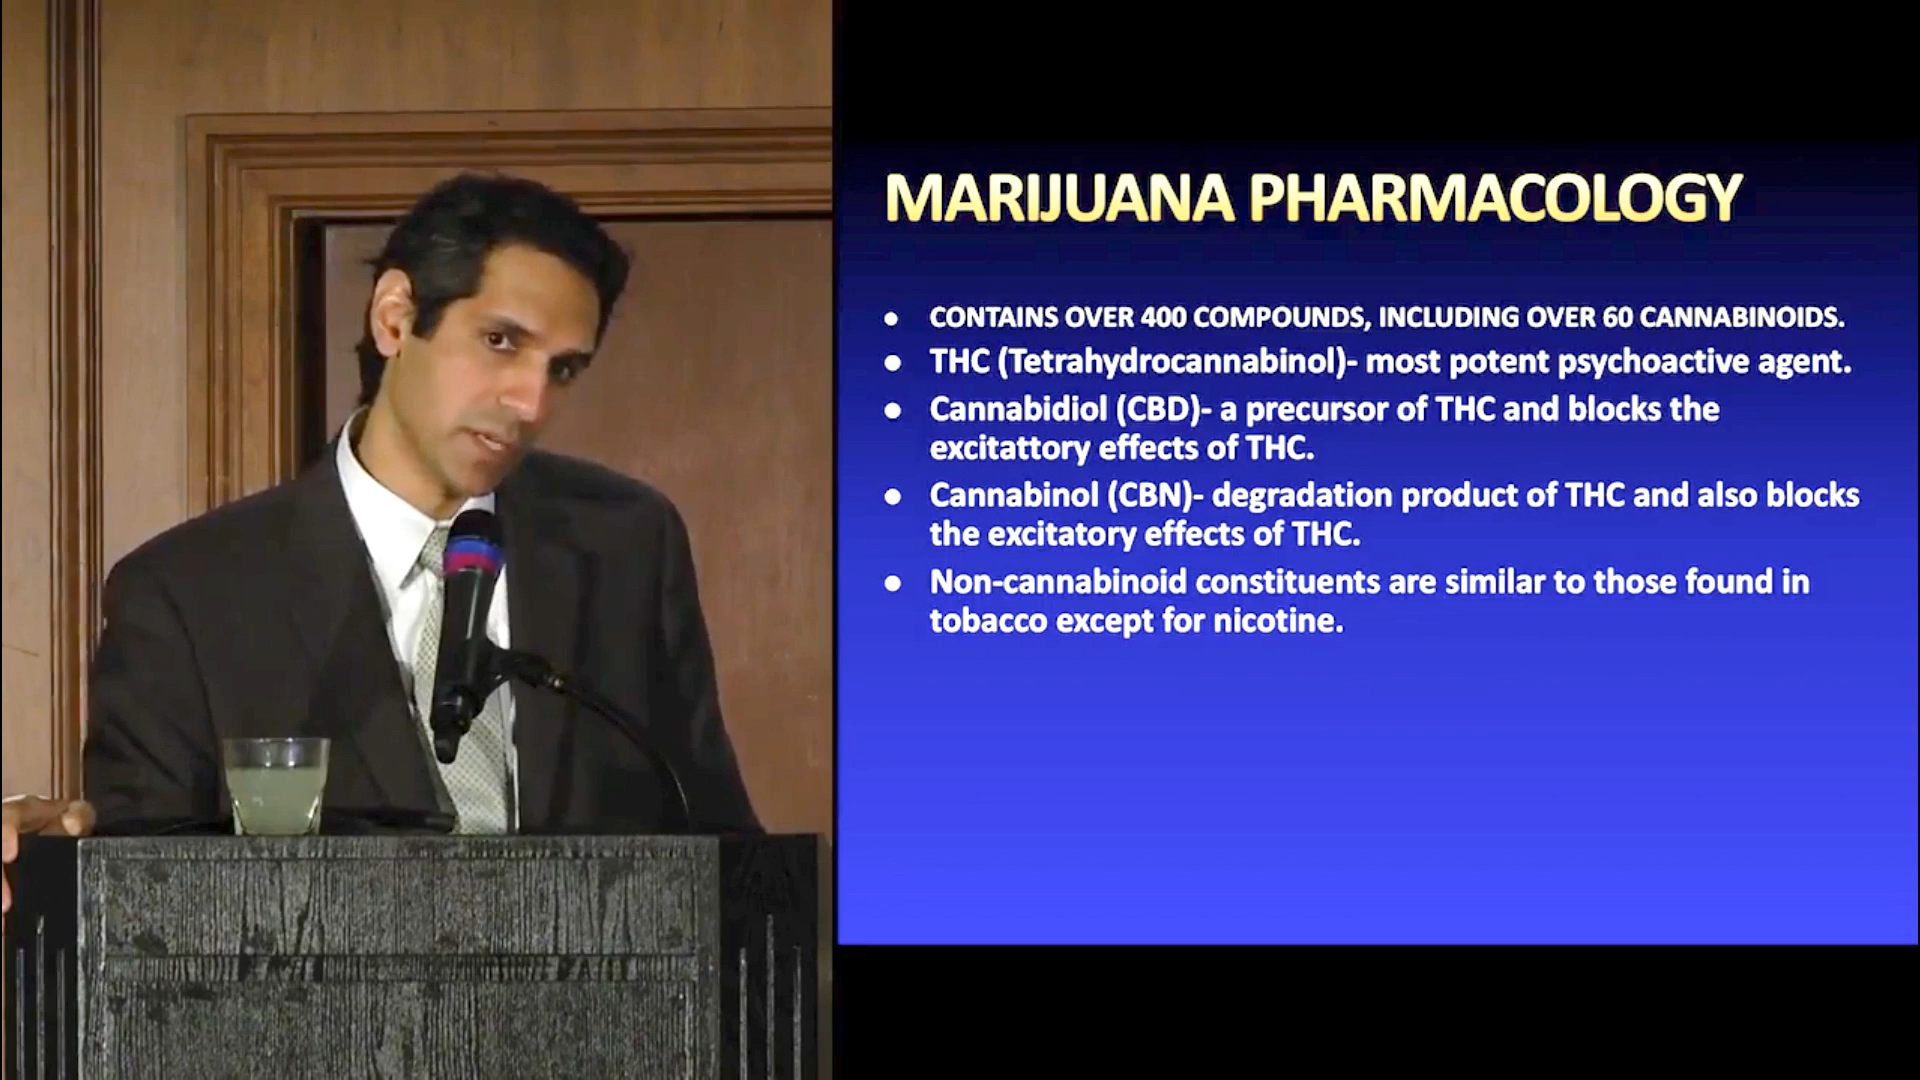 MARIJUANA PHARMACOLOGY
• CONTAINS OVER 400 COMPOUNDS, INCLUDING OVER 60 CANNABINOIDS.
• THC (Tetrahydrocannabinol)- most potent psychoactive agent.
• Cannabidiol (CBD)- a precursor of THC and blocks the
excitattory effects of THC.
• Cannabinol (CBN)- degradation product of THC and also blocks
the excitatory effects of THC.
• Non-cannabinoid constituents are similar to those found in
tobacco except for nicotine.